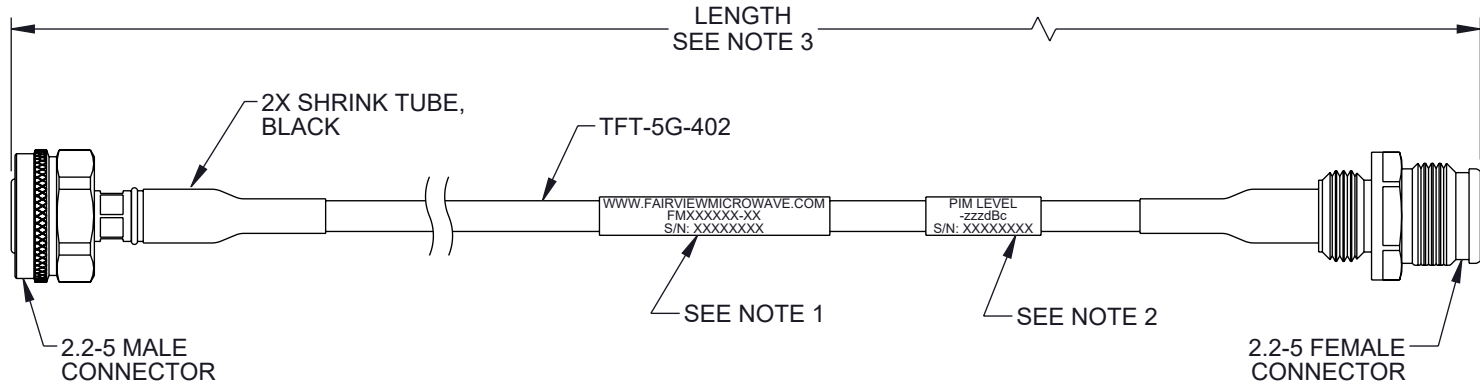 LENGTH
SEE NOTE 3
2X SHRINK TUBE,
BLACK
TFT-5G-402
WWW.FAIRVIEWMICROWAVE.COM
FMXXXXXX-XX
S/N: XXXXXXXX
PIM LEVEL
-zzzdBc
S/N: XXXXXXXX
SEE NOTE 1
SEE NOTE 2
2.2-5 MALE
CONNECTOR
2.2-5 FEMALE
CONNECTOR